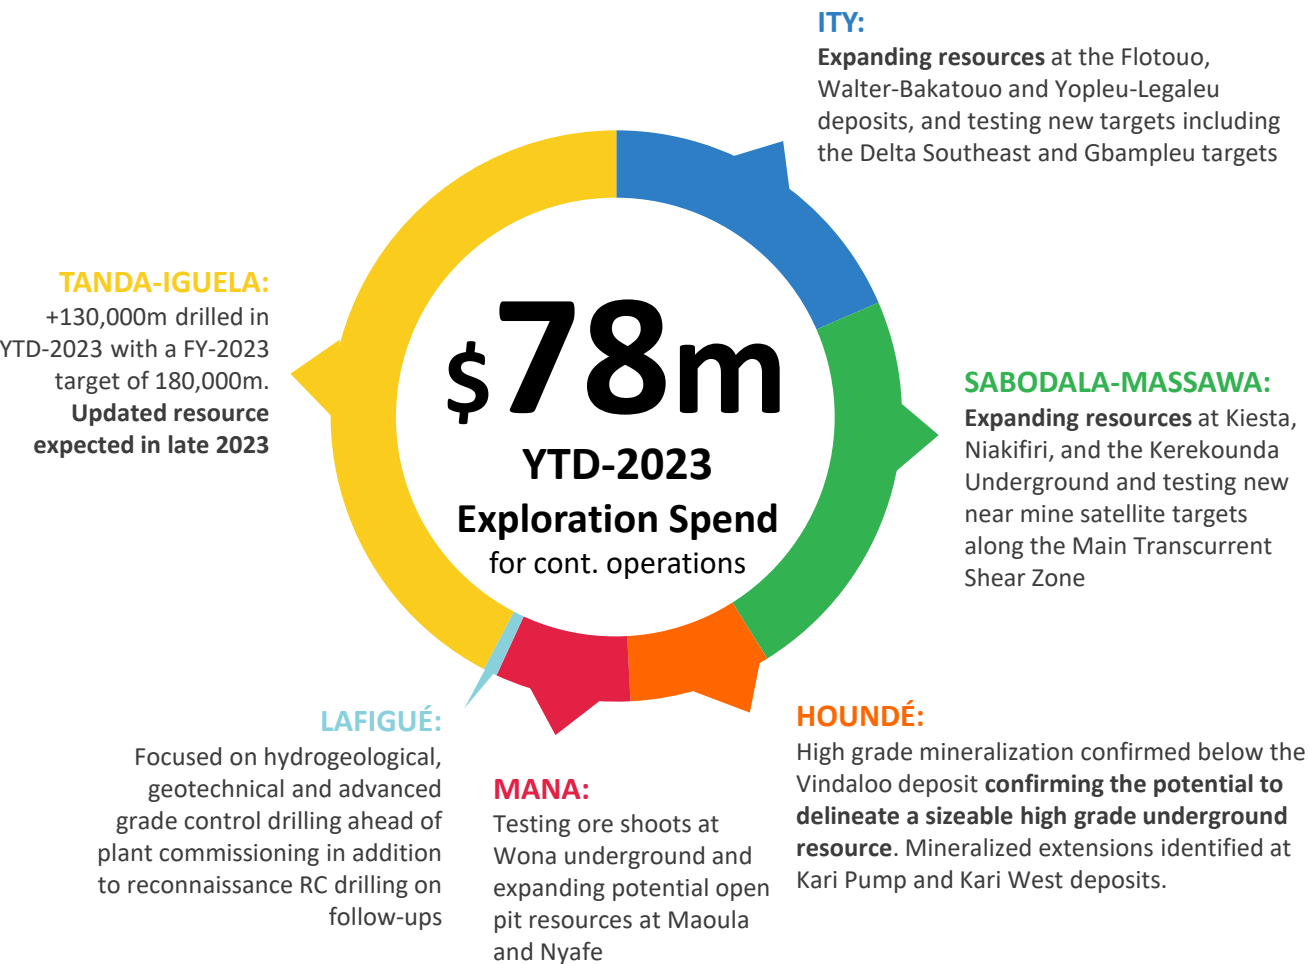 ITY:
Expanding resources at the Flotouo,
Walter-Bakatouo and Yopleu-Legaleu
deposits, and testing new targets including
the Delta Southeast and Gbampleu targets
TANDA-IGUELA:
+130,000m drilled in
YTD-2023 with a FY-2023
target of 180,000m.
Updated resource
expected in late 2023
$78m
YTD-2023
Exploration Spend
for cont. operations
SABODALA-MASSAWA:
Expanding resources at Kiesta,
Niakifiri, and the Kerekounda
Underground and testing new
near mine satellite targets
along the Main Transcurrent
Shear Zone
LAFIGUÉ:
Focused on hydrogeological,
geotechnical and advanced
grade control drilling ahead of
plant commissioning in addition
to reconnaissance RC drilling on
follow-ups
MANA:
Testing ore shoots at
Wona underground and
expanding potential open
pit resources at Maoula
and Nyafe
HOUNDÉ:
High grade mineralization confirmed below the
Vindaloo deposit confirming the potential to
delineate a sizeable high grade underground
resource. Mineralized extensions identified at
Kari Pump and Kari West deposits.